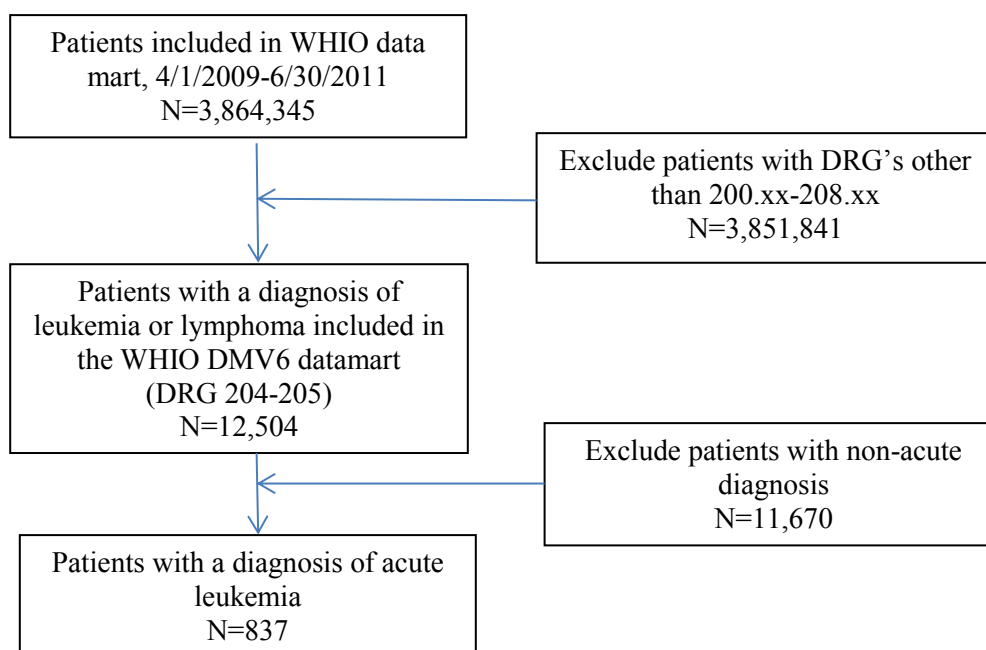 Patients included in WHIO data
mart, 4/1/2009-6/30/2011
N=3,864,345
Exclude patients with DRG’s other
than 200.xx-208.xx
N=3,851,841
Patients with a diagnosis of
leukemia or lymphoma included in
the WHIO DMV6 datamart
(DRG 204-205)
N=12,504
Exclude patients with non-acute
diagnosis
N=11,670
Patients with a diagnosis of acute
leukemia
N=837